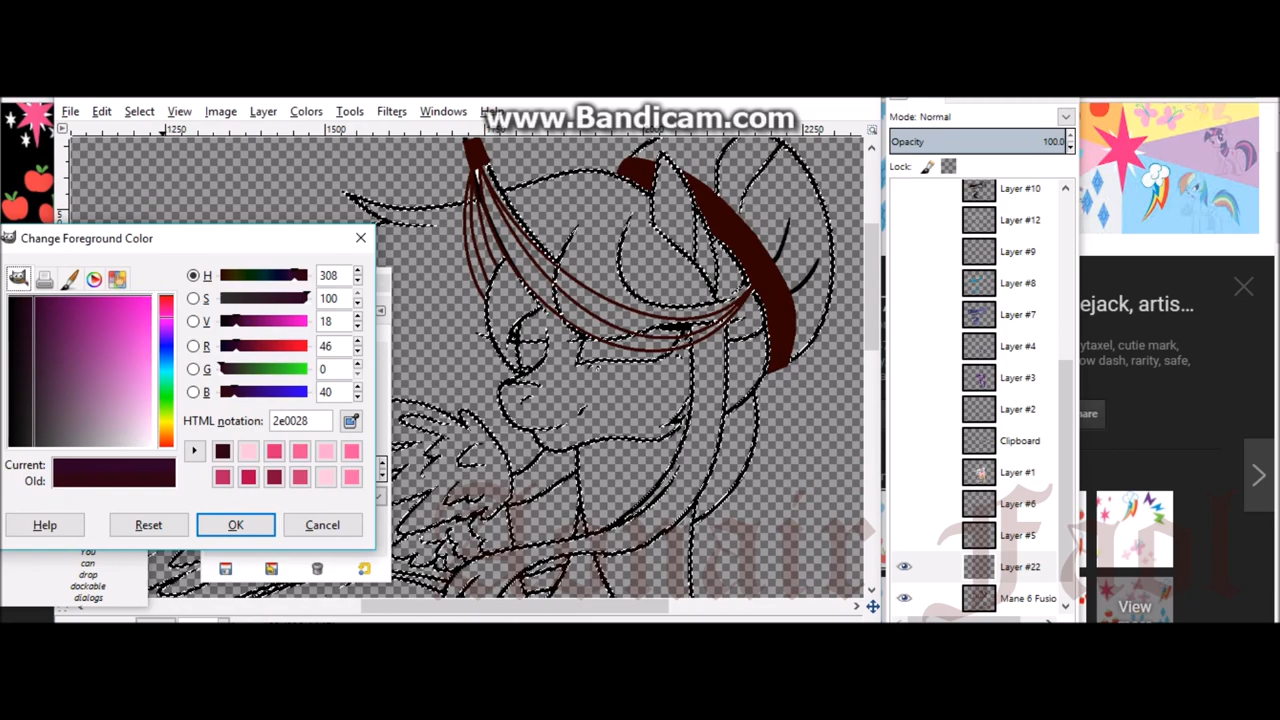 www.Bandicam.com
File Edit Select View Image Layer Colors Tools Filters Windows Help
1250 1500 2250
Mode: Normal
Opacity 100.0
Lock:
Layer #10
Layer #12
Layer #9
Layer #8
Layer #7
Layer #4
Layer #3
Layer #2
Clipboard
Layer #1
Layer #6
Layer #5
Layer #22
Mane 6 Fusio
Change Foreground Color
H 308
S 100
V 18
R 46
G 0
B 40
HTML notation: 2e0028
Current:
Old:
Help Reset OK Cancel
You
can
drop
dockable
dialogs
ejack, artis...
ytaxel, cutie mark,
ow dash, rarity, safe,
are
View